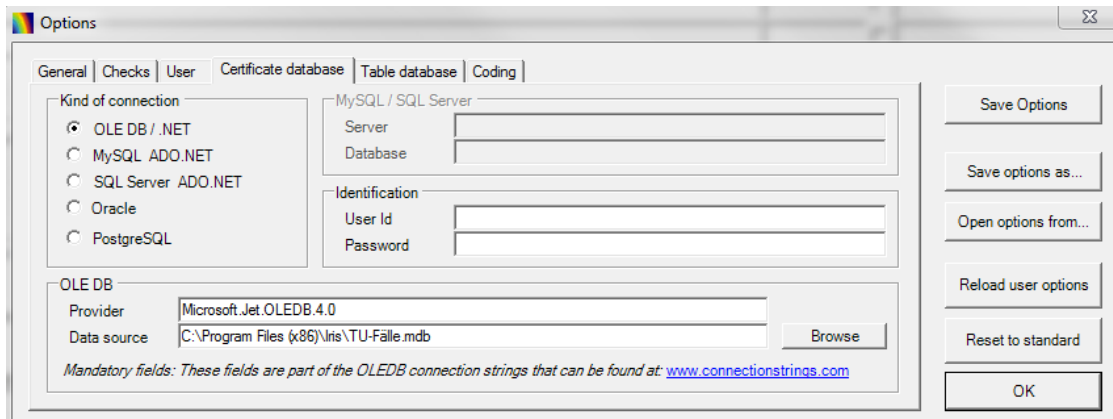 Options
General Checks User Certificate database Table database Coding
Kind of connection
OLE DB / .NET
MySQL ADO.NET
SQL Server ADO.NET
Oracle
PostgreSQL
MySQL / SQL Server
Server
Database
Identification
User Id
Password
OLE DB
Provider Microsoft.Jet.OLEDB.4.0
Data source C:\Program Files (x86)\Iris\TU-Fälle.mdb Browse
Mandatory fields: These fields are part of the OLEDB connection strings that can be found at: www.connectionstrings.com
Save Options
Save options as...
Open options from...
Reload user options
Reset to standard
OK